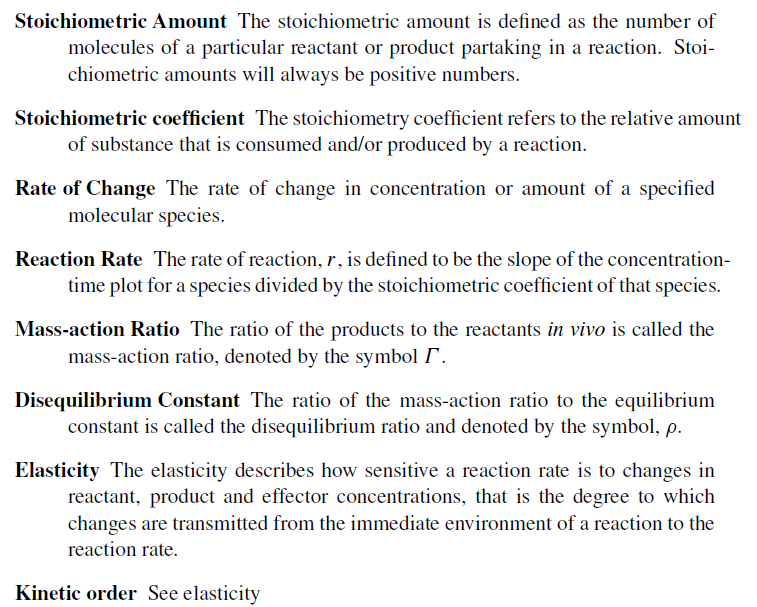 Stoichiometric Amount The stoichiometric amount is defined as the number of
molecules of a particular reactant or product partaking in a reaction. Stoi-
chiometric amounts will always be positive numbers.
Stoichiometric coefficient The stoichiometry coefficient refers to the relative amount
of substance that is consumed and/or produced by a reaction.
Rate of Change The rate of change in concentration or amount of a specified
molecular species.
Reaction Rate The rate of reaction, r, is defined to be the slope of the concentration-
time plot for a species divided by the stoichiometric coefficient of that species.
Mass-action Ratio The ratio of the products to the reactants in vivo is called the
mass-action ratio, denoted by the symbol Γ.
Disequilibrium Constant The ratio of the mass-action ratio to the equilibrium
constant is called the disequilibrium ratio and denoted by the symbol, ρ.
Elasticity The elasticity describes how sensitive a reaction rate is to changes in
reactant, product and effector concentrations, that is the degree to which
changes are transmitted from the immediate environment of a reaction to the
reaction rate.
Kinetic order See elasticity